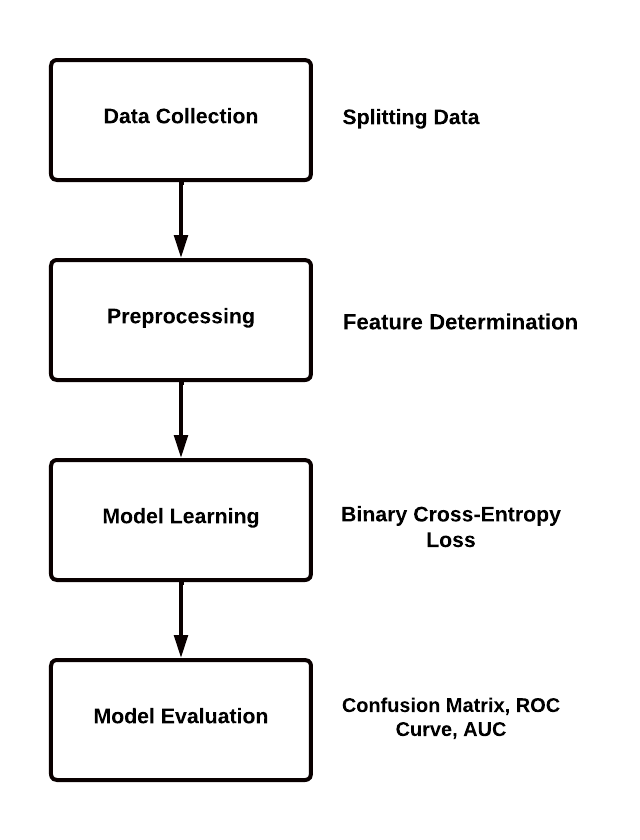 Data Collection
Splitting Data
Preprocessing
Feature Determination
Model Learning
Binary Cross-Entropy
Loss
Model Evaluation
Confusion Matrix, ROC
Curve, AUC